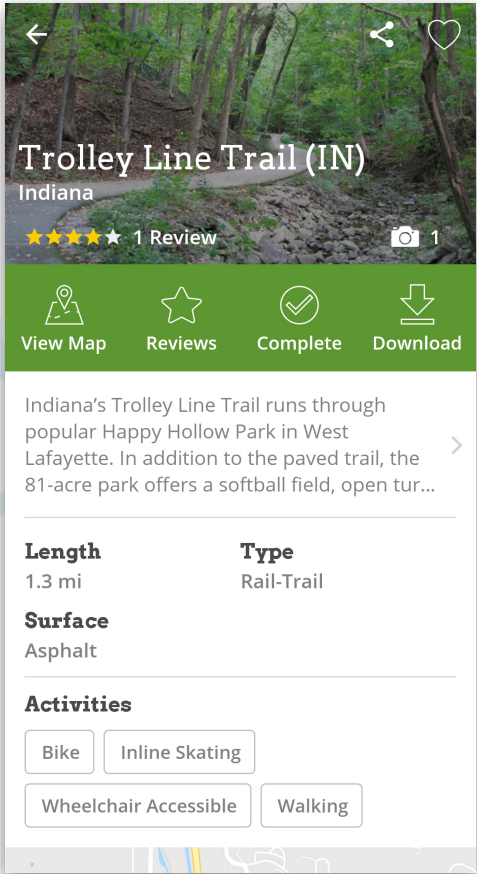 Trolley Line Trail (IN)
Indiana
1 Review 1
View Map Reviews Complete Download
Indiana’s Trolley Line Trail runs through
popular Happy Hollow Park in West
Lafayette. In addition to the paved trail, the
81-acre park offers a softball field, open tur...
Length Type
1.3 mi Rail-Trail
Surface
Asphalt
Activities
Bike Inline Skating
Wheelchair Accessible Walking